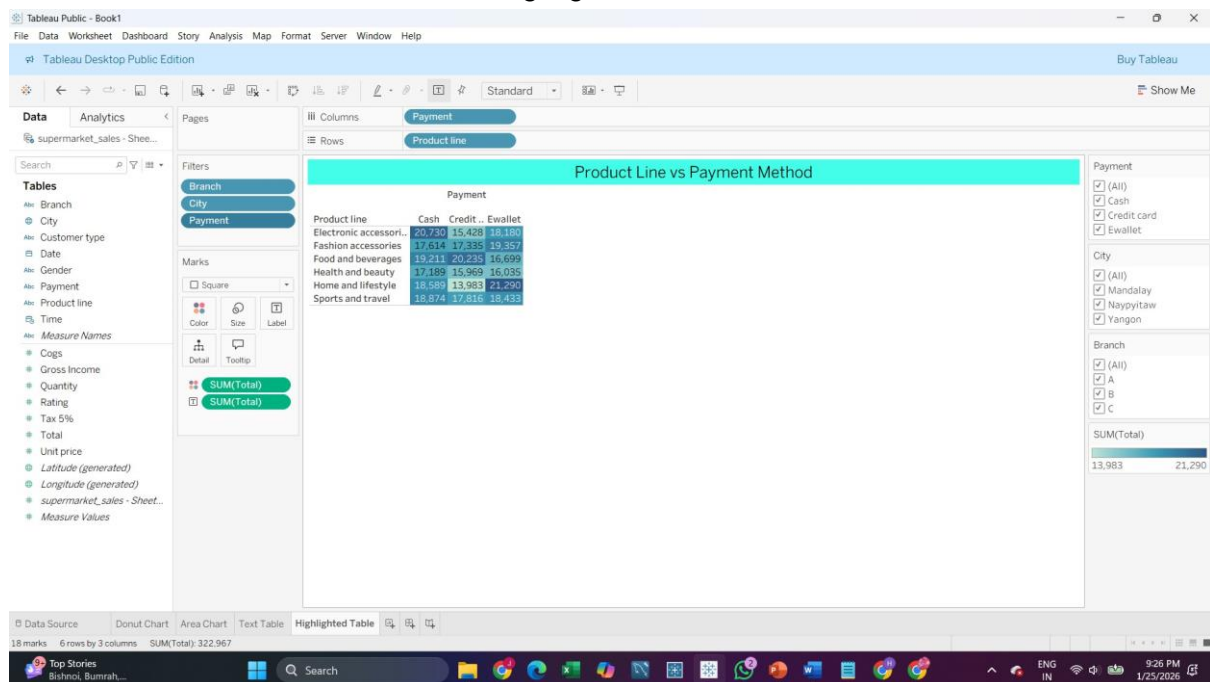 Tableau Public - Book1
File Data Worksheet Dashboard Story Analysis Map Format Server Window Help
Tableau Desktop Public Edition Buy Tableau
Standard Show Me
Data Analytics
supermarket_sales - Shee...
Search
Tables
Abc Branch
City
Abc Customer type
Date
Abc Gender
Abc Payment
Abc Product line
Time
Abc Measure Names
Cogs
Gross Income
Quantity
Rating
Tax 5%
Total
Unit price
Latitude (generated)
Longitude (generated)
supermarket_sales - Sheet...
Measure Values
Pages
Filters
Branch
City
Payment
Marks
Square
Color Size Label
Detail Tooltip
SUM(Total)
SUM(Total)
Columns Payment
Rows Product line
Product Line vs Payment Method
Payment
Product line Cash Credit .. Ewallet
Electronic accessori.. 20,730 15,428 18,180
Fashion accessories 17,614 17,335 19,357
Food and beverages 19,211 20,235 16,699
Health and beauty 17,189 15,969 16,035
Home and lifestyle 18,589 13,983 21,290
Sports and travel 18,874 17,816 18,433
Payment
(All)
Cash
Credit card
Ewallet
City
(All)
Mandalay
Naypyitaw
Yangon
Branch
(All)
A
B
C
SUM(Total)
13,983 21,290
Data Source Donut Chart Area Chart Text Table Highlighted Table
18 marks 6 rows by 3 columns SUM(Total): 322,967
9+ Top Stories
Bishnoi, Bumrah,...
Search
ENG
IN
9:26 PM
1/25/2026